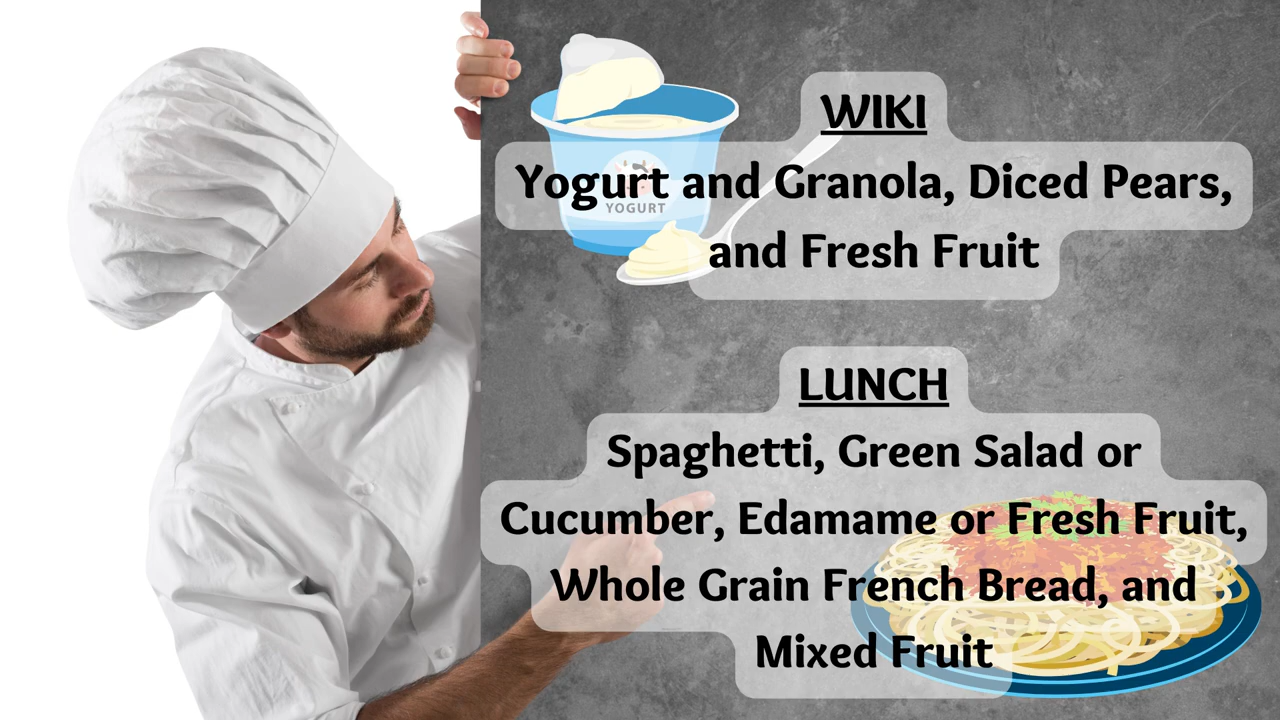 WIKI
Yogurt and Granola, Diced Pears,
and Fresh Fruit
YOGURT
LUNCH
Spaghetti, Green Salad or
Cucumber, Edamame or Fresh Fruit,
Whole Grain French Bread, and
Mixed Fruit